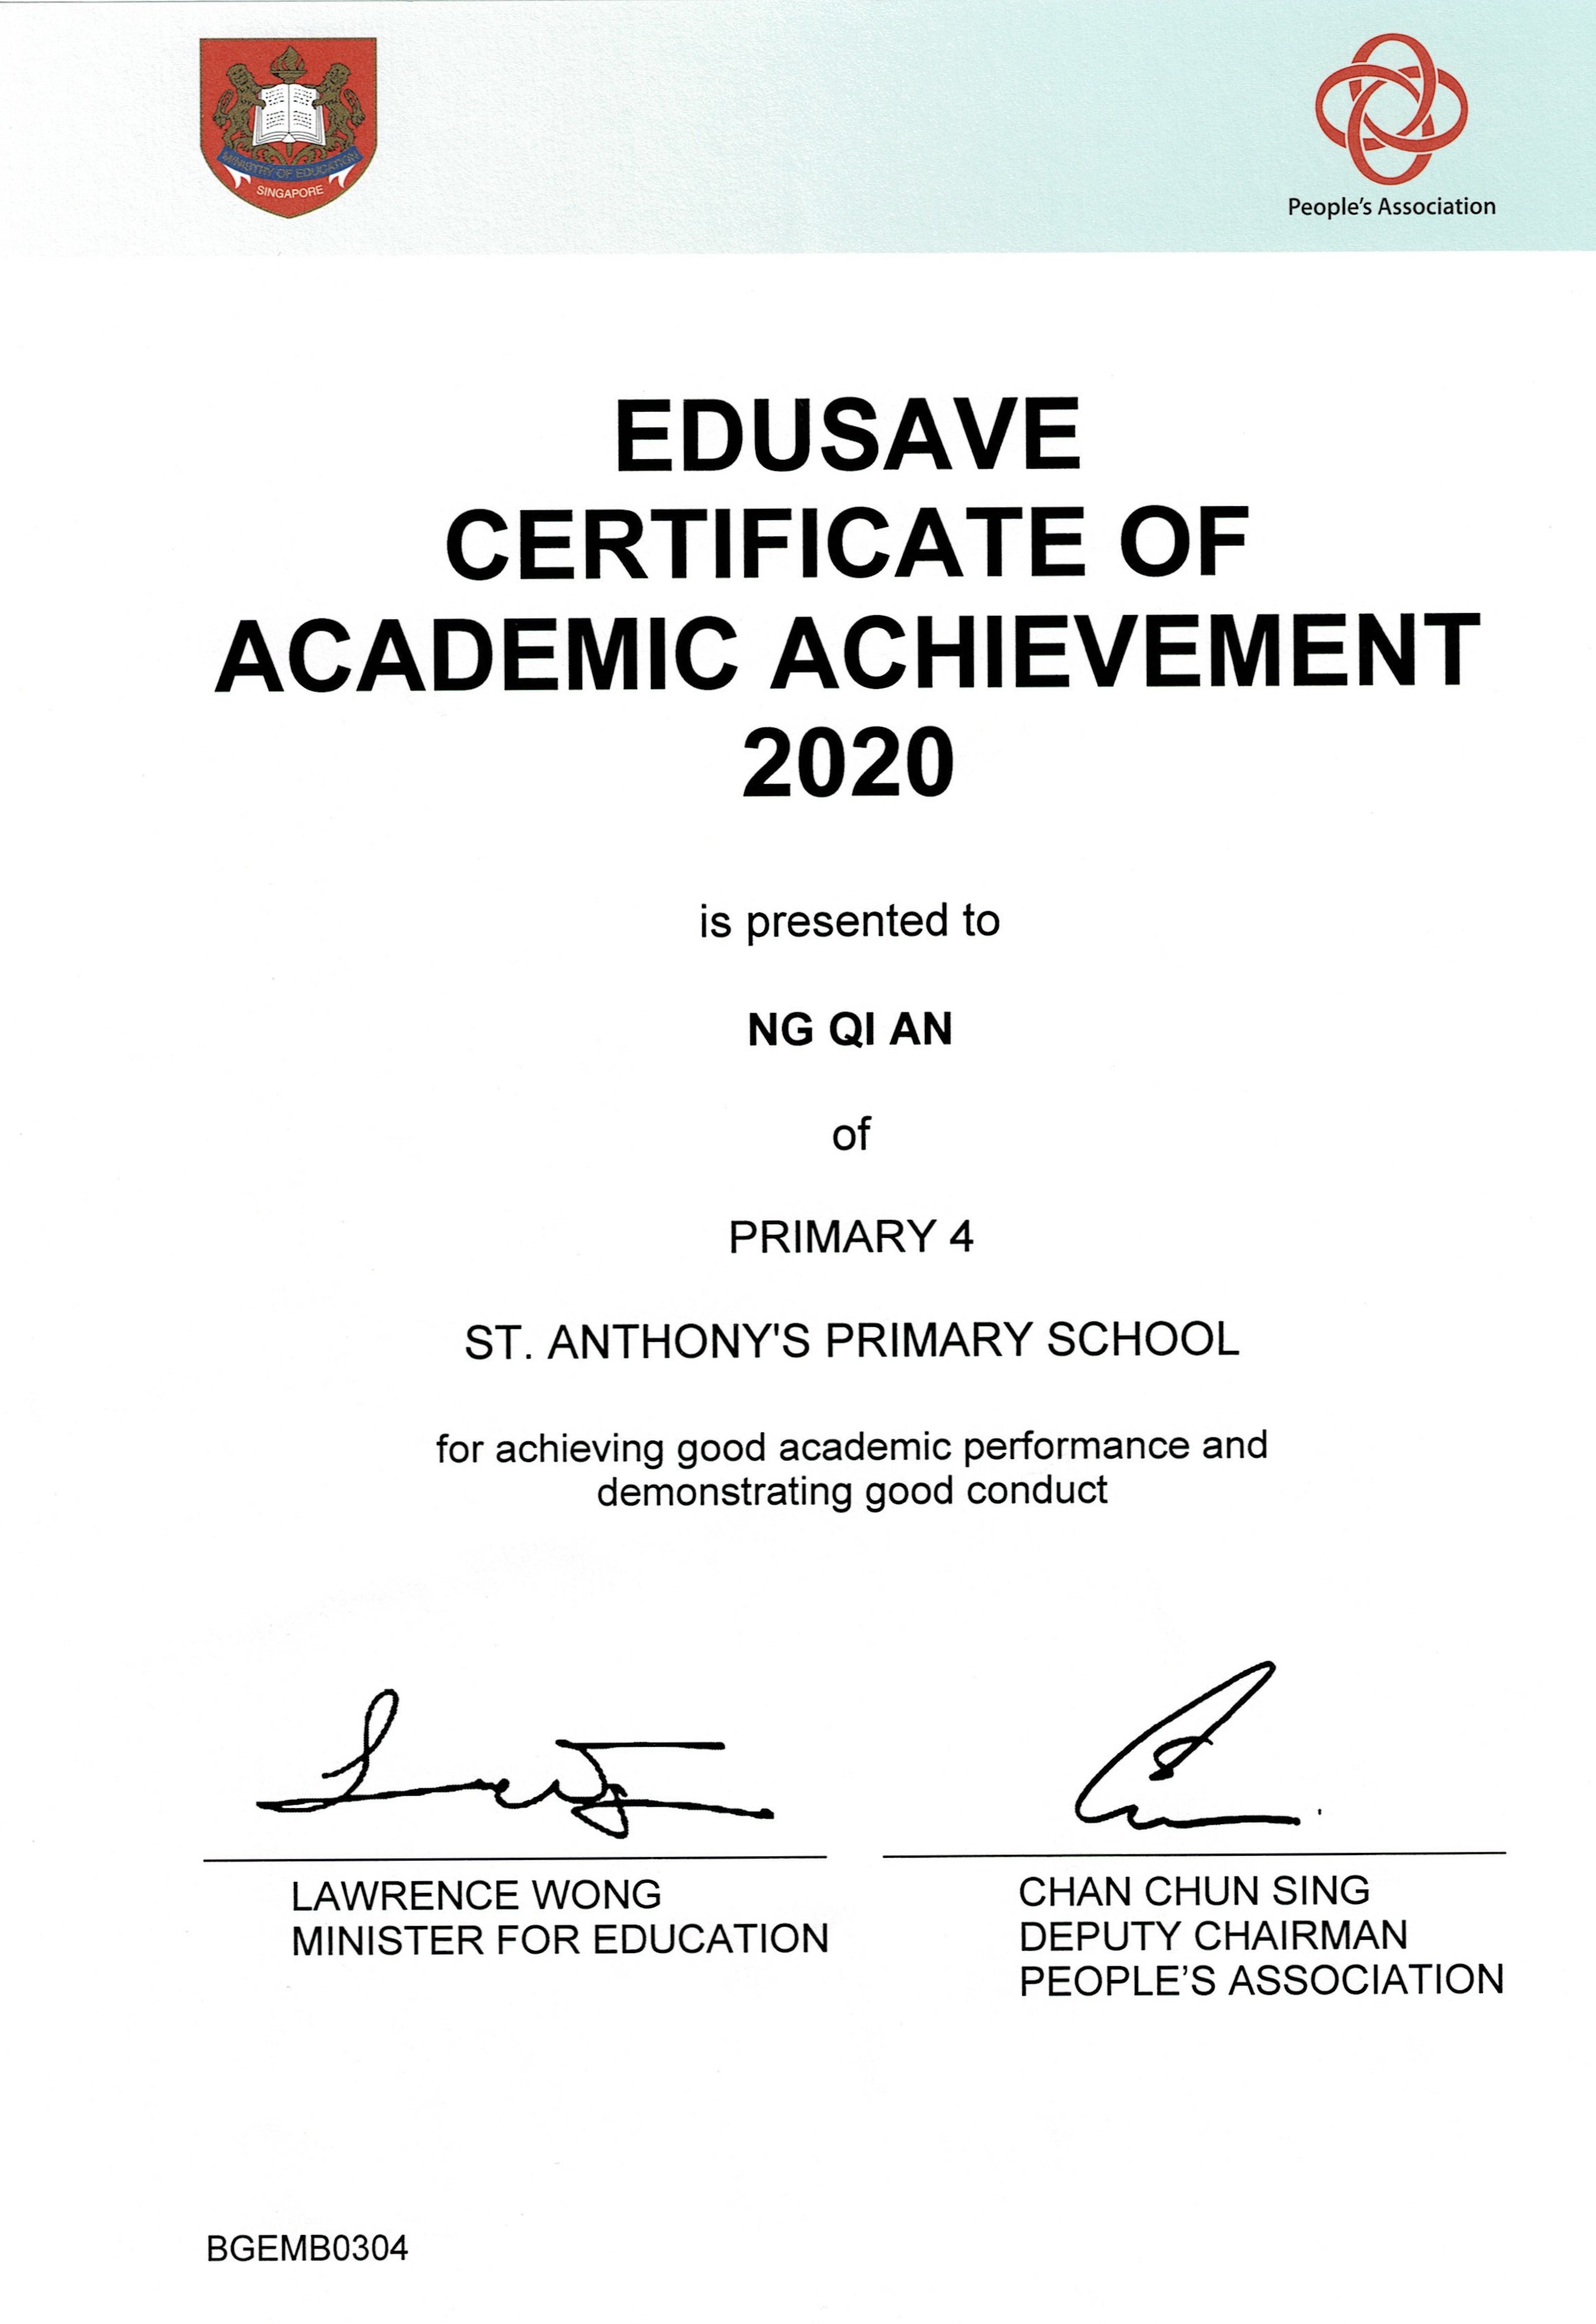 MINISTRY OF EDUCATION
SINGAPORE
People's Association
EDUSAVE
CERTIFICATE OF
ACADEMIC ACHIEVEMENT
2020
is presented to
NG QI AN
of
PRIMARY 4
ST. ANTHONY'S PRIMARY SCHOOL
for achieving good academic performance and
demonstrating good conduct
LAWRENCE WONG
MINISTER FOR EDUCATION
CHAN CHUN SING
DEPUTY CHAIRMAN
PEOPLE’S ASSOCIATION
BGEMB0304